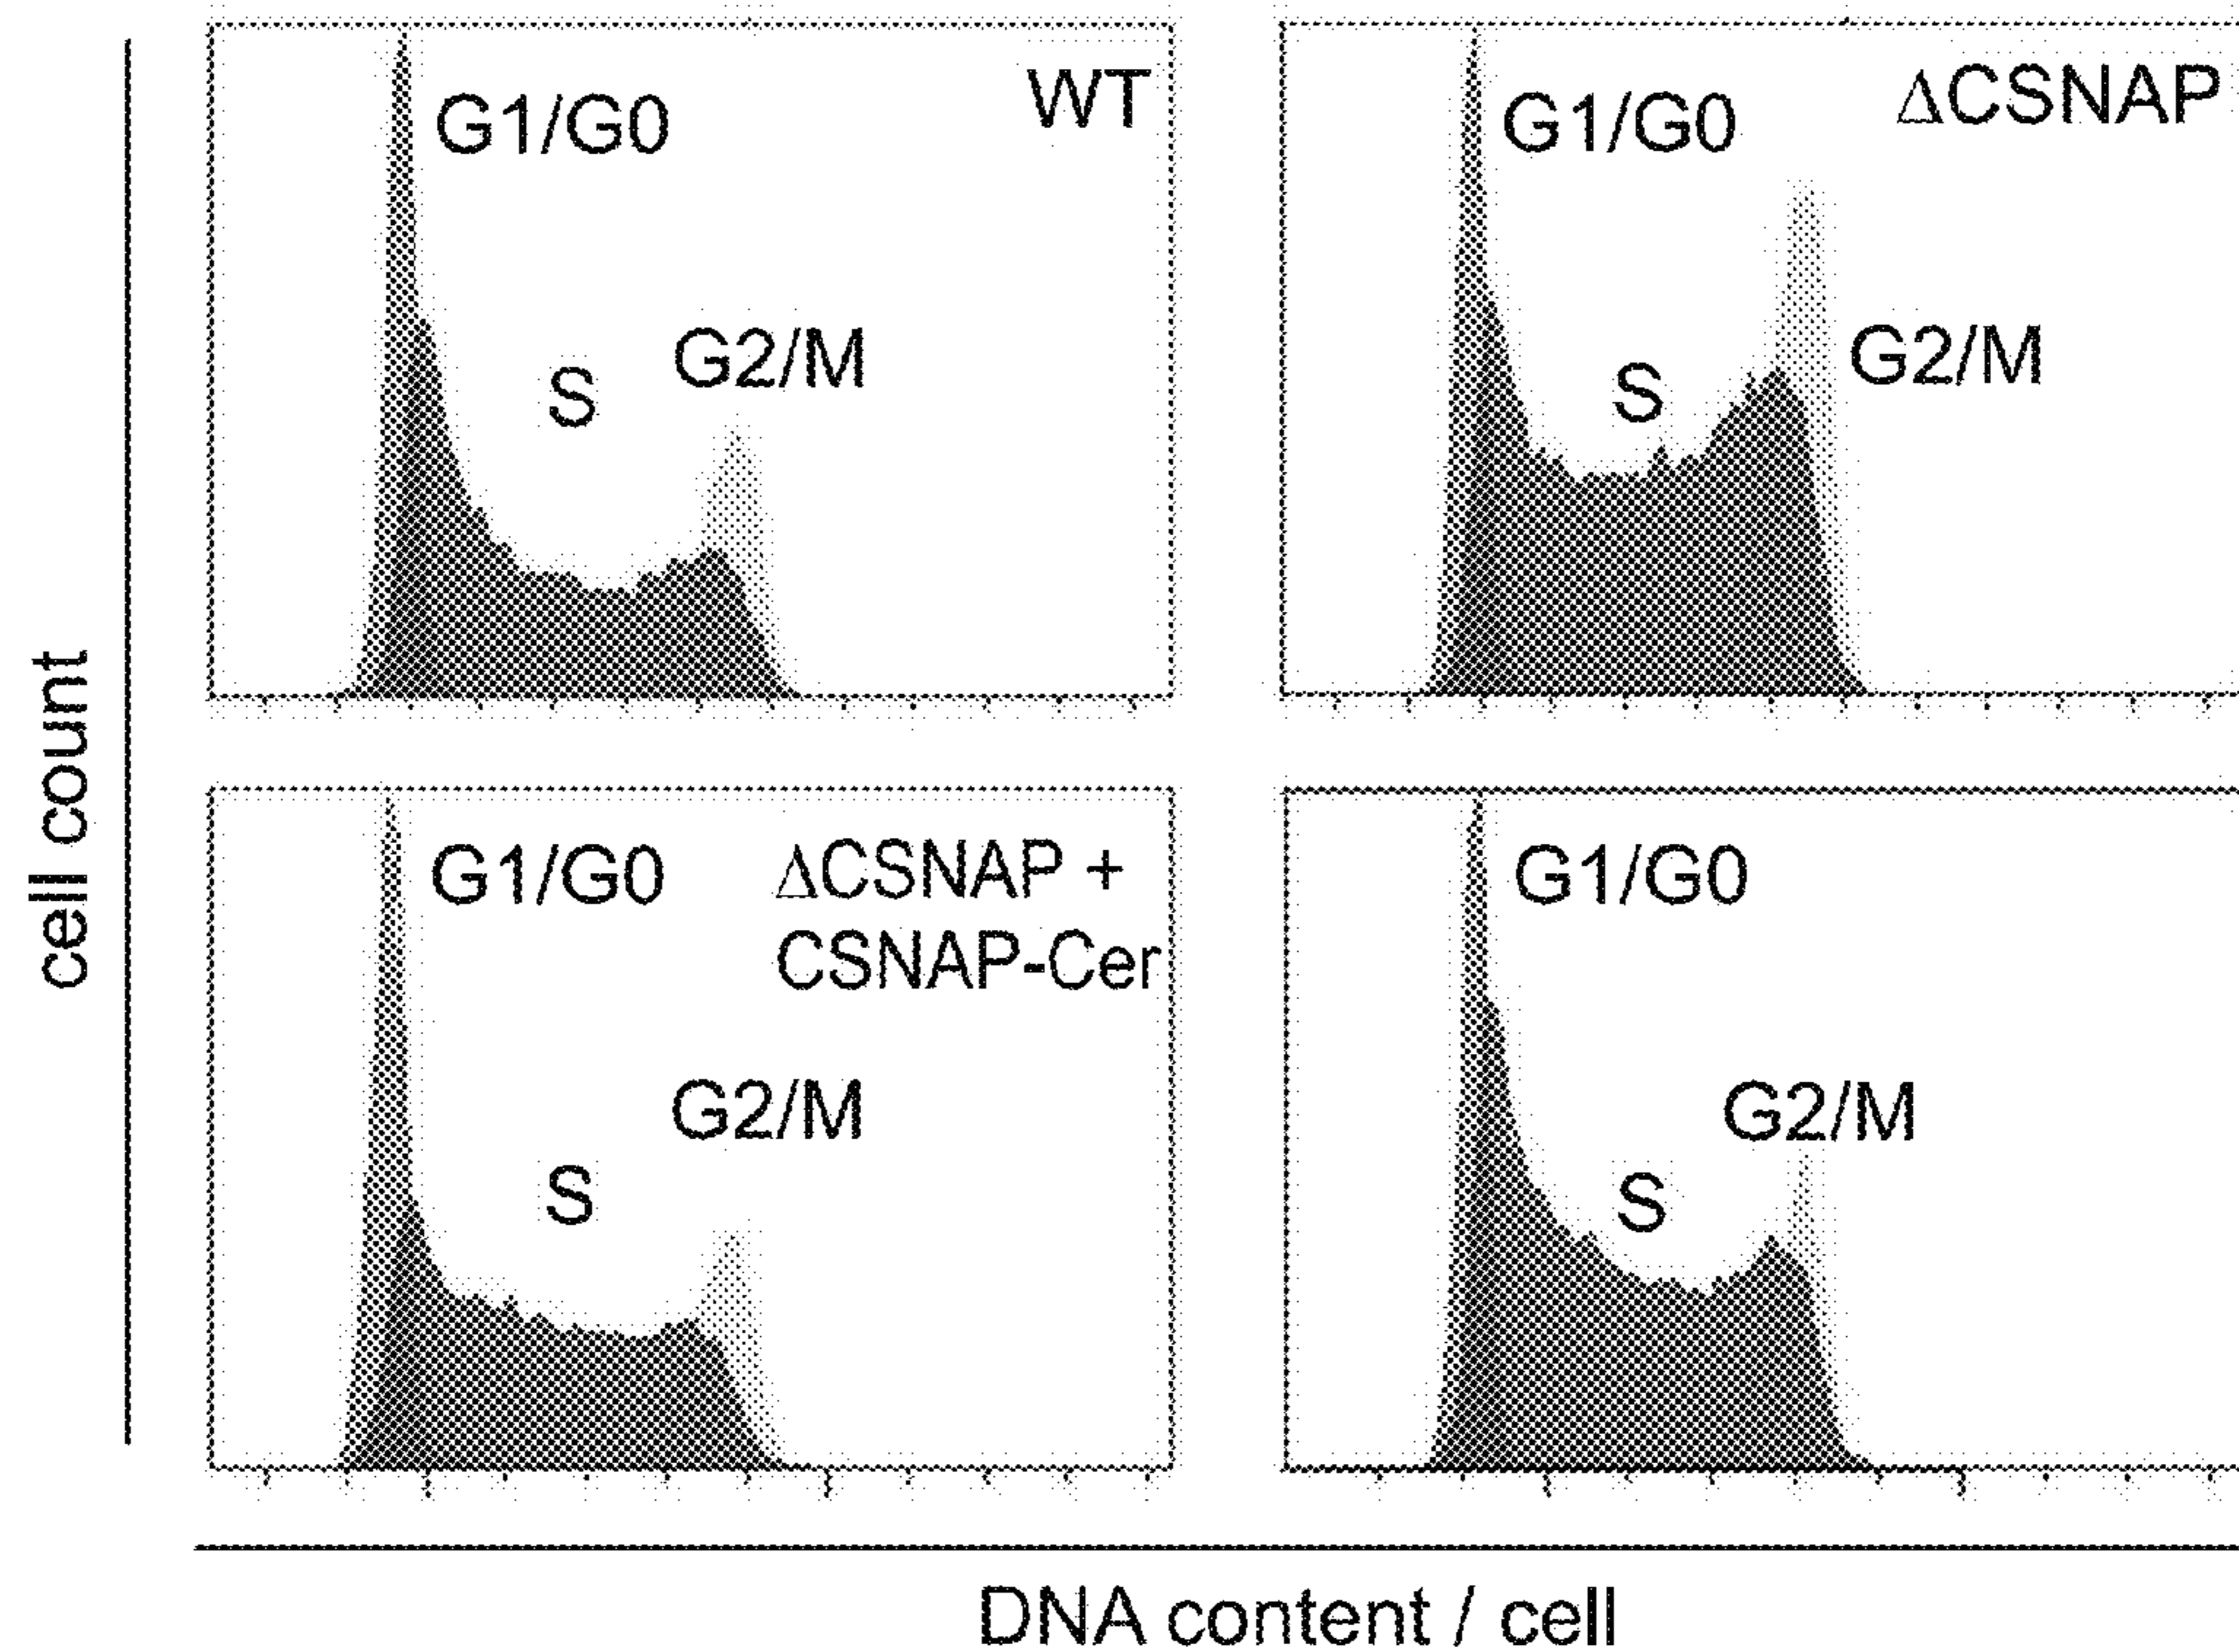 cell count
G1/G0
WT
S
G2/M
G1/G0
ΔCSNAP
S
G2/M
G1/G0
ΔCSNAP +
CSNAP-Cer
S
G2/M
G1/G0
S
G2/M
DNA content / cell